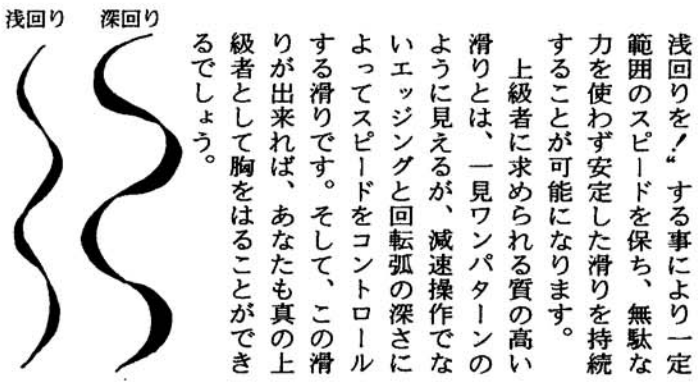 浅回りを！〝する事により一定
範囲のスピードを保ち、無駄な
力を使わず安定した滑りを持続
することが可能になります。
上級者に求められる質の高い
滑りとは、一見ワンパターンの
ように見えるが、減速操作でな
いエッジングと回転弧の深さに
よってスピードをコントロール
する滑りです。そして、この滑
りが出来れば、あなたも真の上
級者として胸をはることができ
るでしょう。
深回り
浅回り